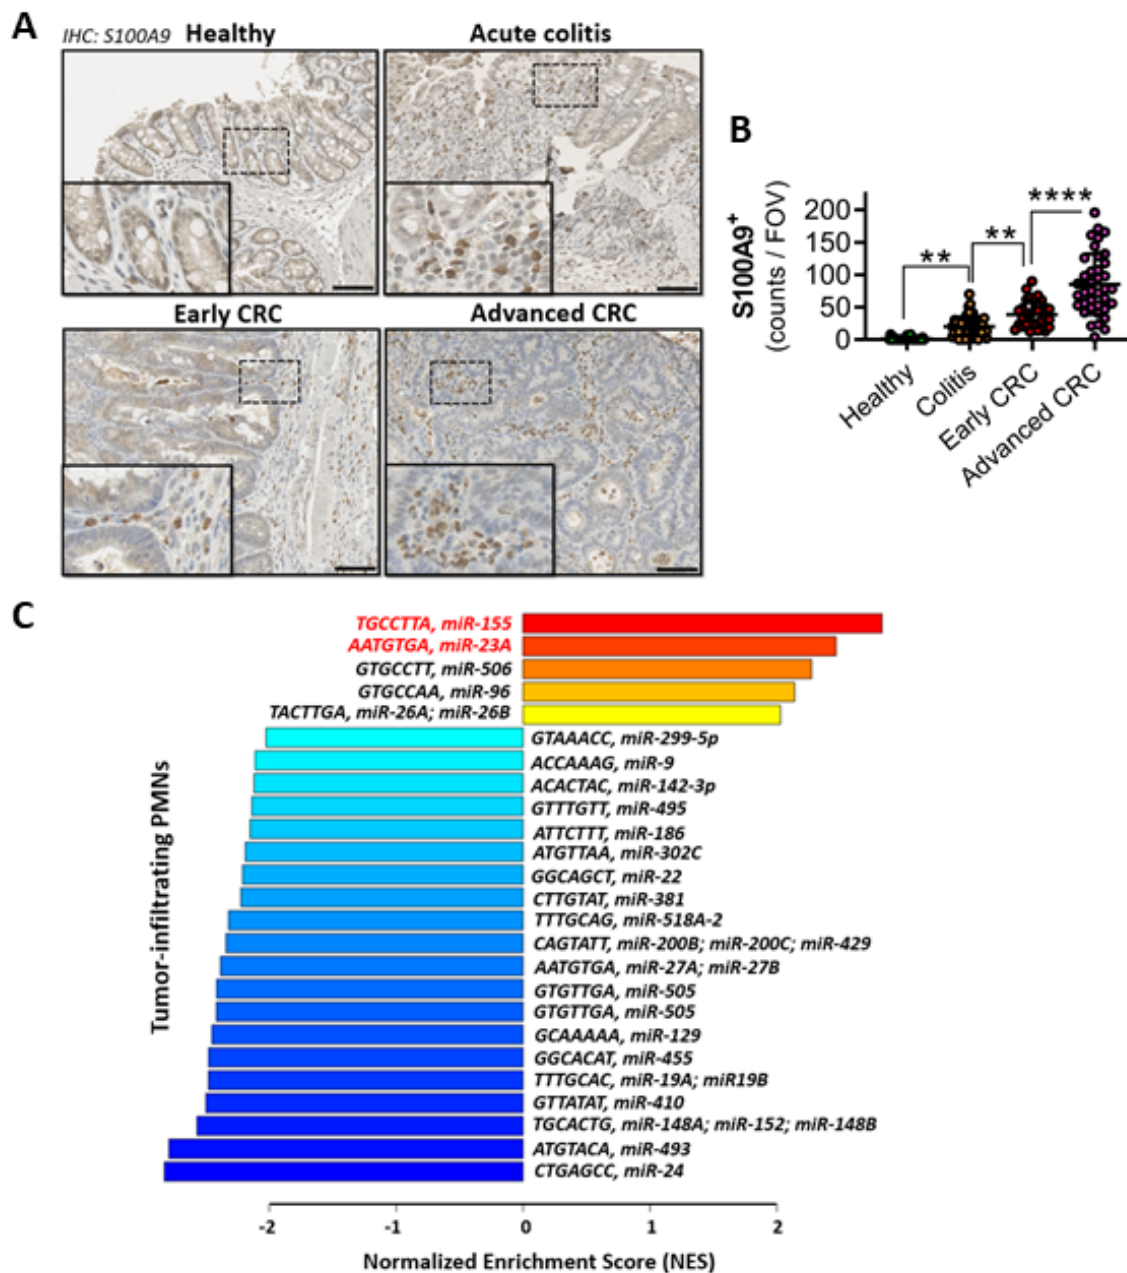 A
IHC: S100A9 Healthy
Acute colitis
Early CRC
Advanced CRC
B
S100A9+
(counts / FOV)
200
150
100
50
0
**
**
****
Healthy
Colitis
Early CRC
Advanced CRC
C
Tumor-infiltrating PMNs
TGCCTTA, miR-155
AATGTGA, miR-23A
GTGCCTT, miR-506
GTGCCAA, miR-96
TACTTGA, miR-26A; miR-26B
GTAAACC, miR-299-5p
ACCAAAG, miR-9
ACACTAC, miR-142-3p
GTTTGTT, miR-495
ATTCTTT, miR-186
ATGTTAA, miR-302C
GGCAGCT, miR-22
CTTGTAT, miR-381
TTTGCAG, miR-518A-2
CAGTATT, miR-200B; miR-200C; miR-429
AATGTGA, miR-27A; miR-27B
GTGTTGA, miR-505
GTGTTGA, miR-505
GCAAAAA, miR-129
GGCACAT, miR-455
TTTGCAC, miR-19A; miR19B
GTTATAT, miR-410
TGCACTG, miR-148A; miR-152; miR-148B
ATGTACA, miR-493
CTGAGCC, miR-24
-2 -1 0 1 2
Normalized Enrichment Score (NES)